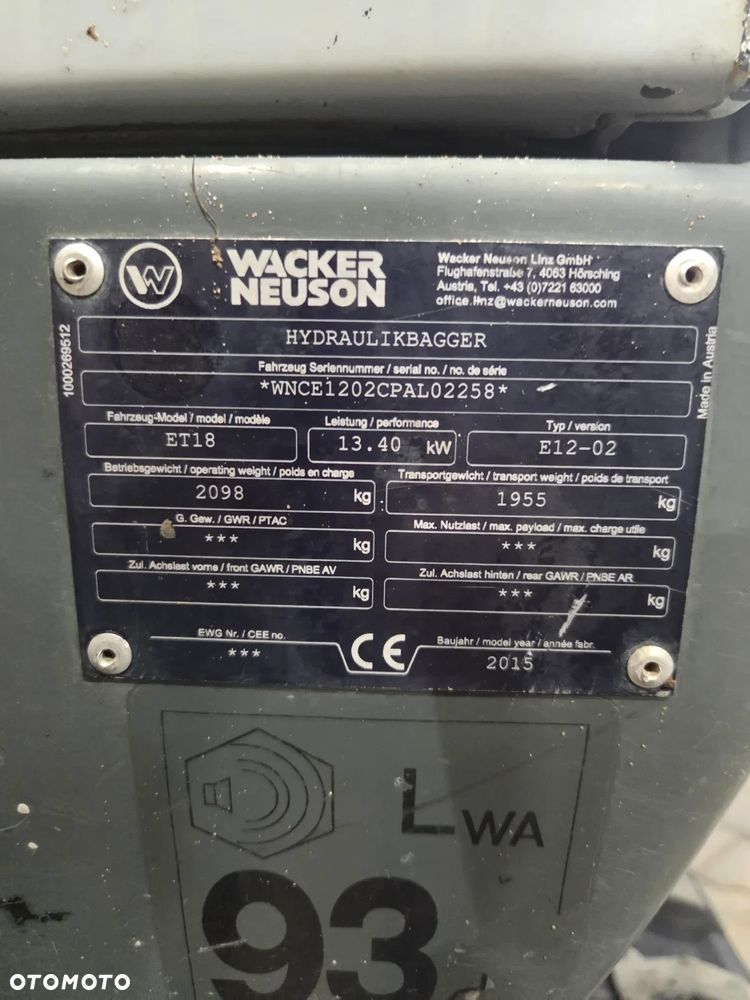 WACKER
NEUSON
Wacker Neuson Linz GmbH
Flughafenstraße 7, 4063 Hörsching
Austria, Tel. +43 (0)7221 63000
office.linz@wackerneuson.com
1000269512
Made in Austria
HYDRAULIKBAGGER
Fahrzeug Seriennummer / serial no. / no. de série
*WNCE1202CPAL02258*
Fahrzeug-Model / model / modèle Leistung / performance Typ / version
ET18 13.40 kW E12-02
Betriebsgewicht / operating weight / poids en charge Transportgewicht / transport weight / poids de transport
2098 kg 1955 kg
G. Gew. / GWR / PTAC Max. Nutzlast / max. payload / max. charge utile
*** kg *** kg
Zul. Achslast vorne / front GAWR / PNBE AV Zul. Achslast hinten / rear GAWR / PNBE AR
*** kg *** kg
EWG Nr. / CEE no. CE Baujahr / model year / année fabr.
*** 2015
LWA
93
OTOMOTO